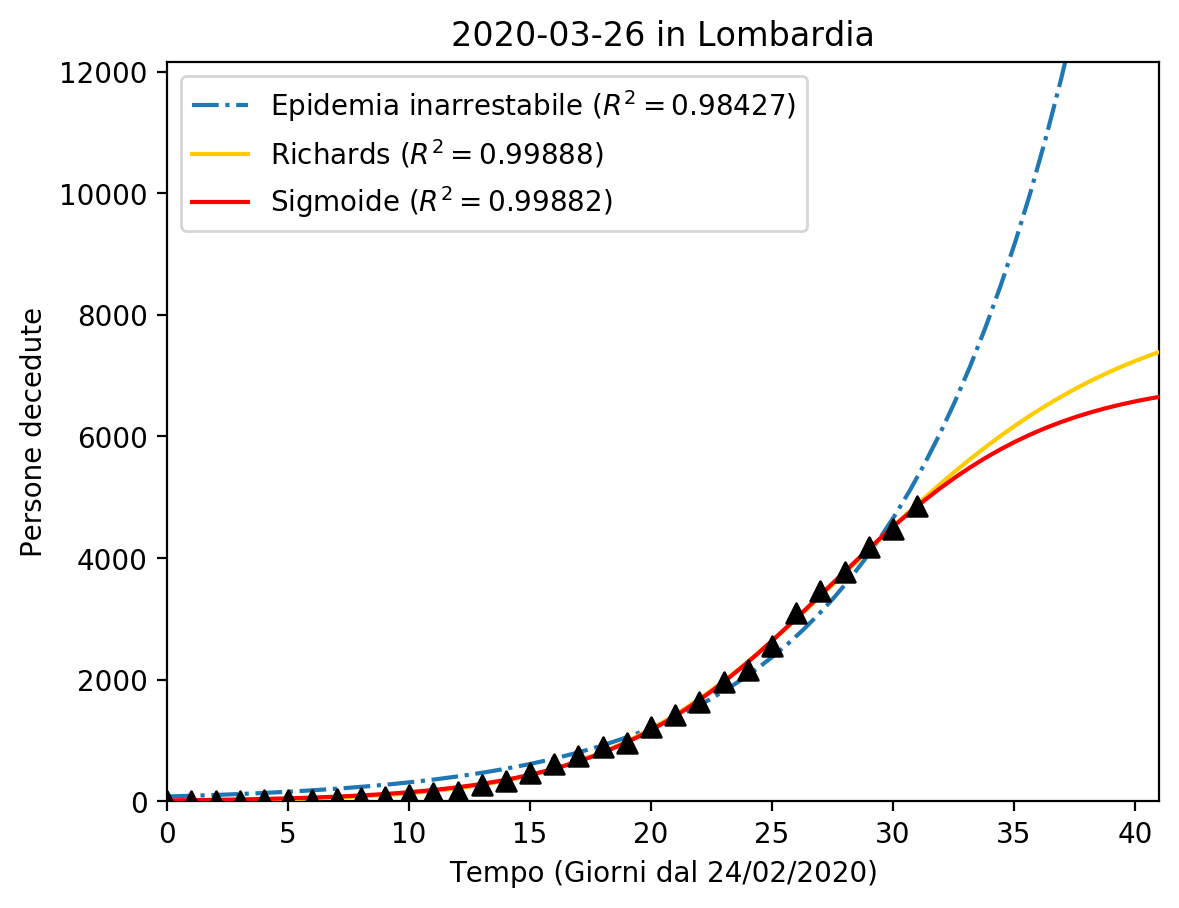 2020-03-26 in Lombardia
Epidemia inarrestabile (R² = 0.98427)
Richards (R² = 0.99888)
Sigmoide (R² = 0.99882)
Persone decedute
12000
10000
8000
6000
4000
2000
0
0 5 10 15 20 25 30 35 40
Tempo (Giorni dal 24/02/2020)